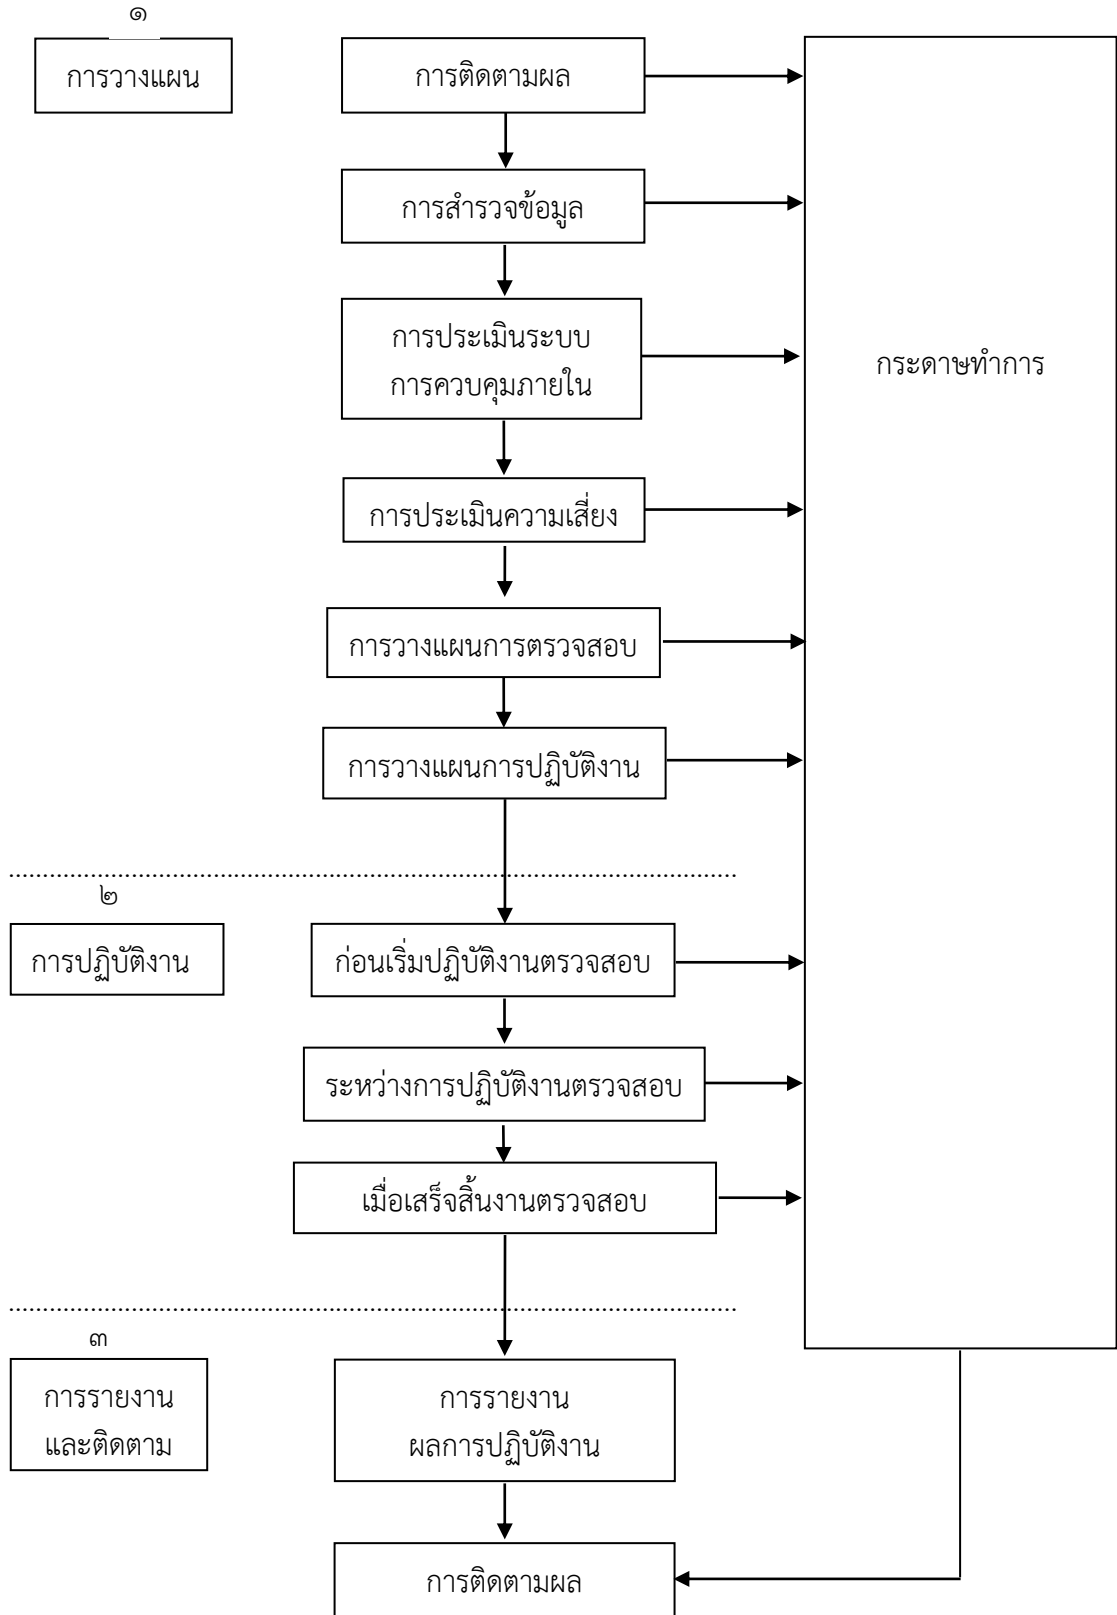 ๑
การวางแผน
การติดตามผล
การสำรวจข้อมูล
การประเมินระบบ
การควบคุมภายใน
กระดาษทำการ
การประเมินความเสี่ยง
การวางแผนการตรวจสอบ
การวางแผนการปฏิบัติงาน
๒
การปฏิบัติงาน
ก่อนเริ่มปฏิบัติงานตรวจสอบ
ระหว่างการปฏิบัติงานตรวจสอบ
เมื่อเสร็จสิ้นงานตรวจสอบ
๓
การรายงาน
และติดตาม
การรายงาน
ผลการปฏิบัติงาน
การติดตามผล